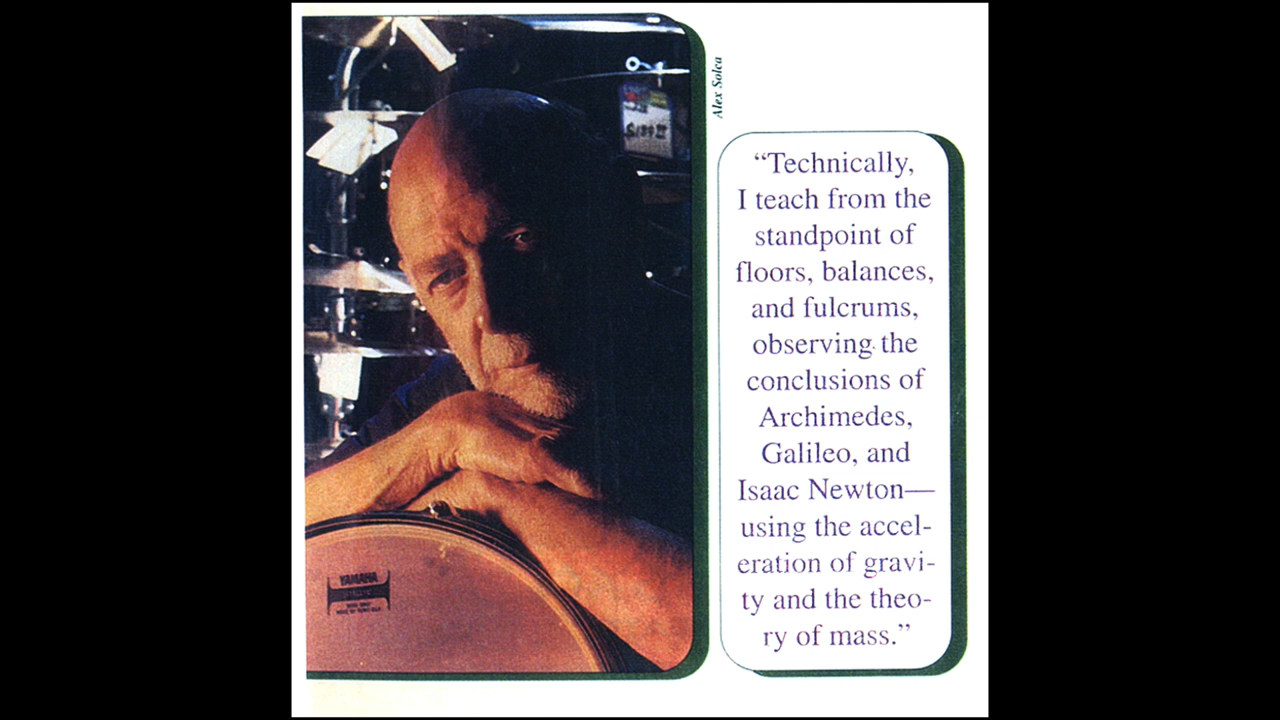 Alex Solca
$189
YAMAHA
“Technically,
I teach from the
standpoint of
floors, balances,
and fulcrums,
observing the
conclusions of
Archimedes,
Galileo, and
Isaac Newton—
using the accel-
eration of gravi-
ty and the theo-
ry of mass.”